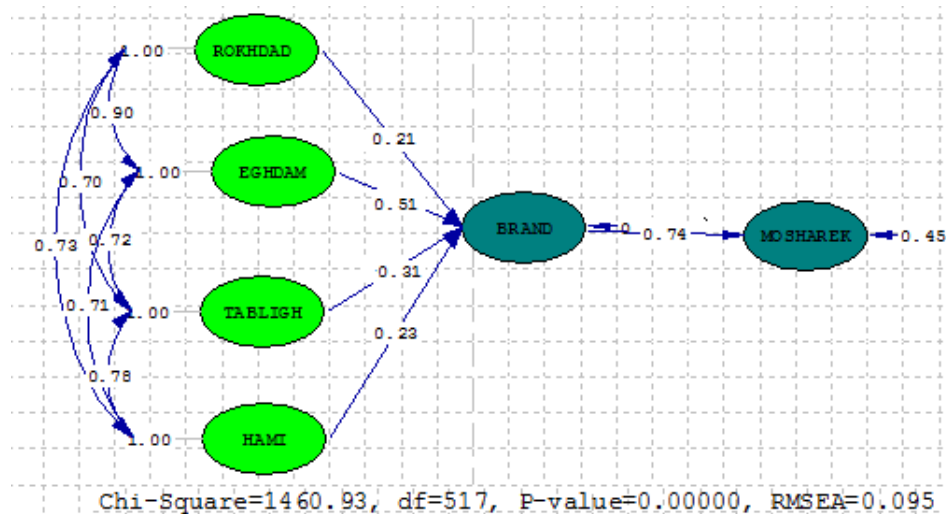 1.00 ROKHDAD
0.90
0.21
1.00 EGHDAM
0.70
0.51
0.73 0.72
BRAND
0.74
MOSHAREK
0.45
0.71
0.31
1.00 TABLIGH
0.78
0.23
1.00 HAMI
Chi-Square=1460.93, df=517, P-value=0.00000, RMSEA=0.095